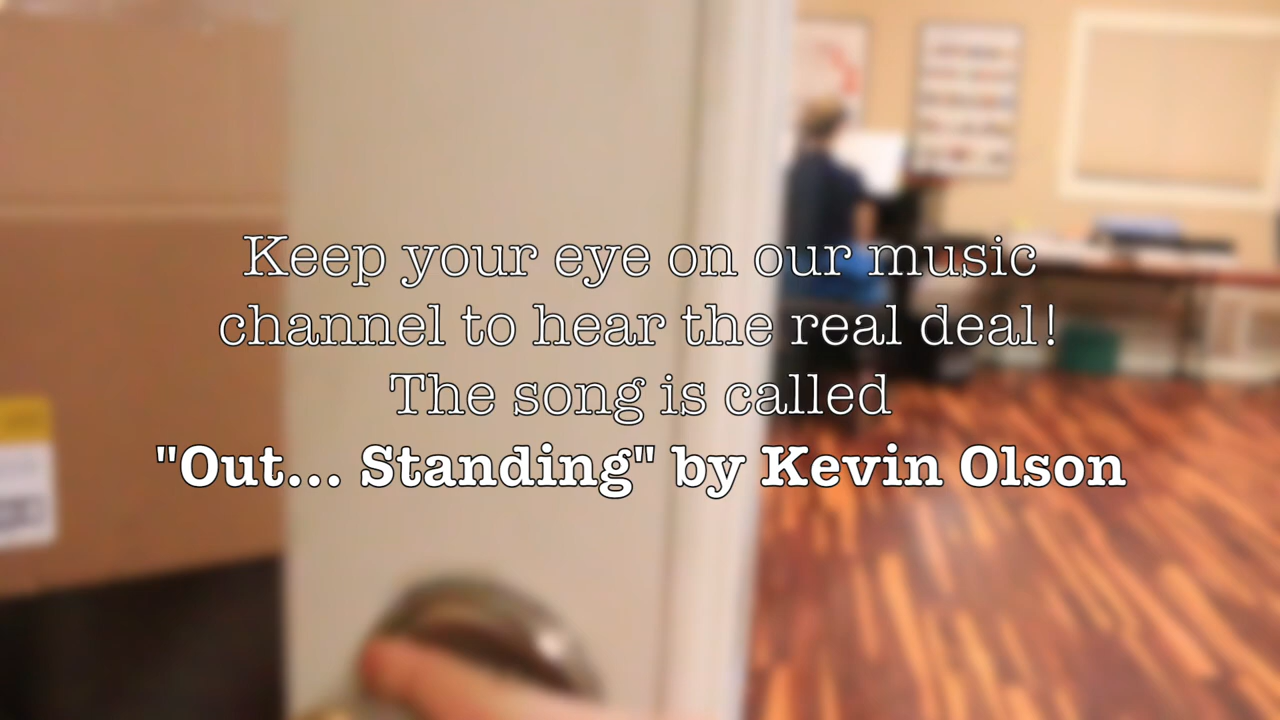 Keep your eye on our music
channel to hear the real deal!
The song is called
"Out... Standing" by Kevin Olson